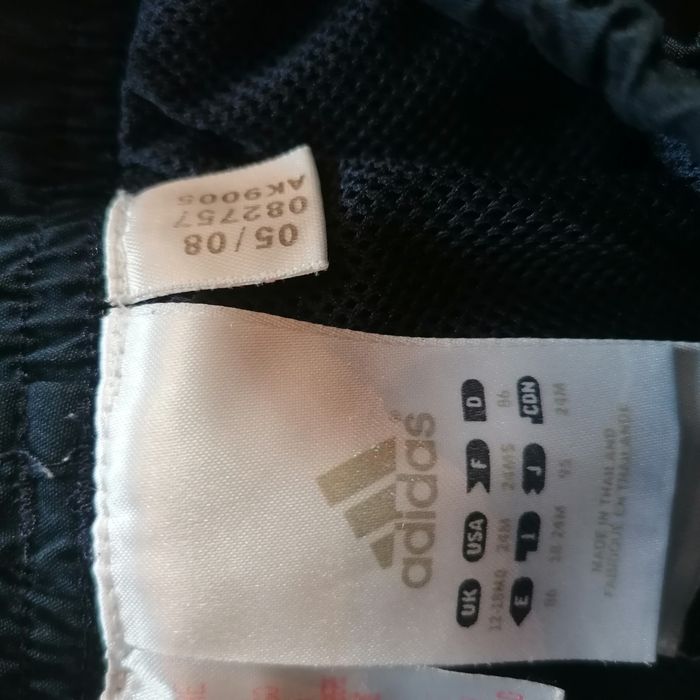 05/08
082757
AK9005
adidas
UK USA F D
12-18MO 24M 24MS 86
E I J CDN
86 18-24M 95 24M
MADE IN THAILAND
FABRIQUE EN THAILANDE